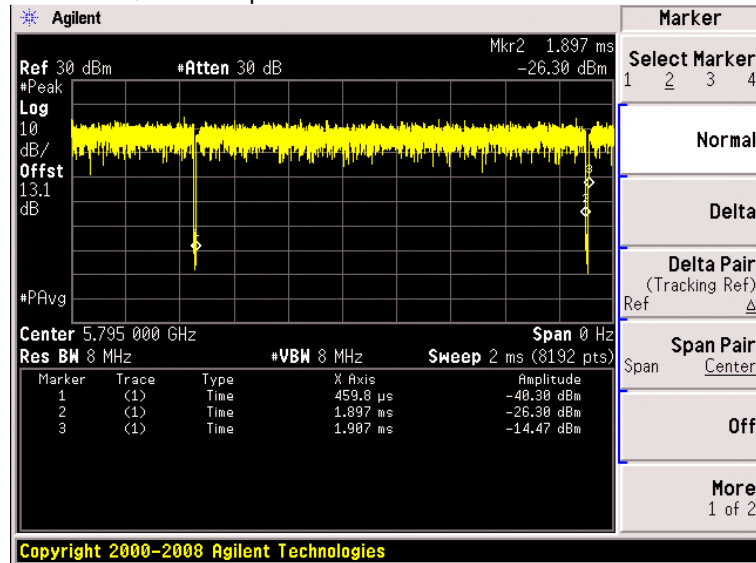 Agilent
Marker
Mkr2 1.897 ms
Ref 30 dBm #Atten 30 dB -26.30 dBm
#Peak
Log
10
dB/
Offst
13.1
dB
#PAvg
Center 5.795 000 GHz Span 0 Hz
Res BW 8 MHz #VBW 8 MHz Sweep 2 ms (8192 pts)
Marker Trace Type X Axis Amplitude
1 (1) Time 459.8 µs -40.30 dBm
2 (1) Time 1.897 ms -26.30 dBm
3 (1) Time 1.907 ms -14.47 dBm
Select Marker
1 2 3 4
Normal
Delta
Delta Pair
(Tracking Ref)
Ref Δ
Span Pair
Span Center
Off
More
1 of 2
Copyright 2000-2008 Agilent Technologies